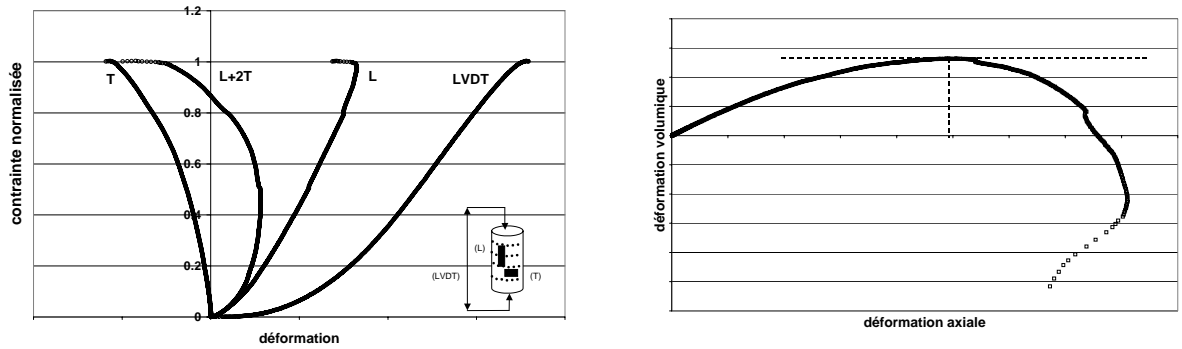 1.2
1
0.8
0.6
0.4
0.2
0
contrainte normalisée
T
L+2T
L
LVDT
(L)
(LVDT)
(T)
déformation
déformation volumique
déformation axiale